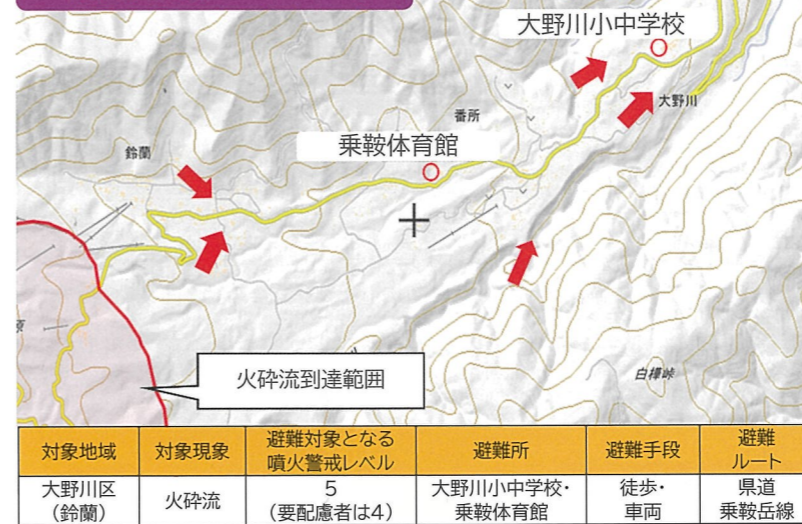 大野川小中学校
大野川
番所
乗鞍体育館
鈴蘭
原
火砕流到達範囲
白樺峠
対象地域 対象現象 避難対象となる噴火警戒レベル 避難所 避難手段 避難ルート
大野川区(鈴蘭) 火砕流 5(要配慮者は4) 大野川小中学校・乗鞍体育館 徒歩・車両 県道乗鞍岳線